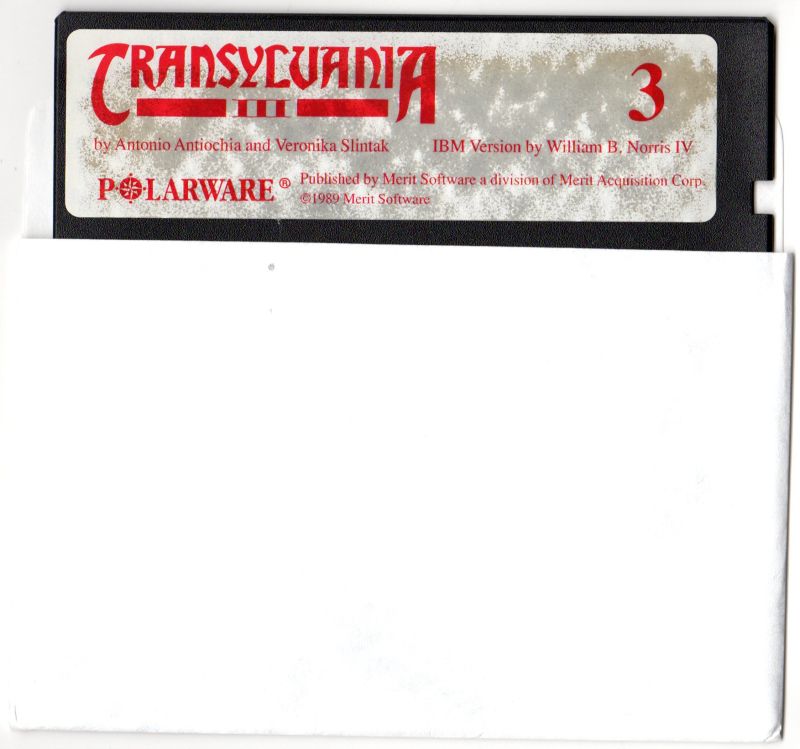 TRANSYLVANIA
III
3
by Antonio Antiochia and Veronika Slintak IBM Version by William B. Norris IV
POLARWARE ® Published by Merit Software a division of Merit Acquisition Corp.
©1989 Merit Software